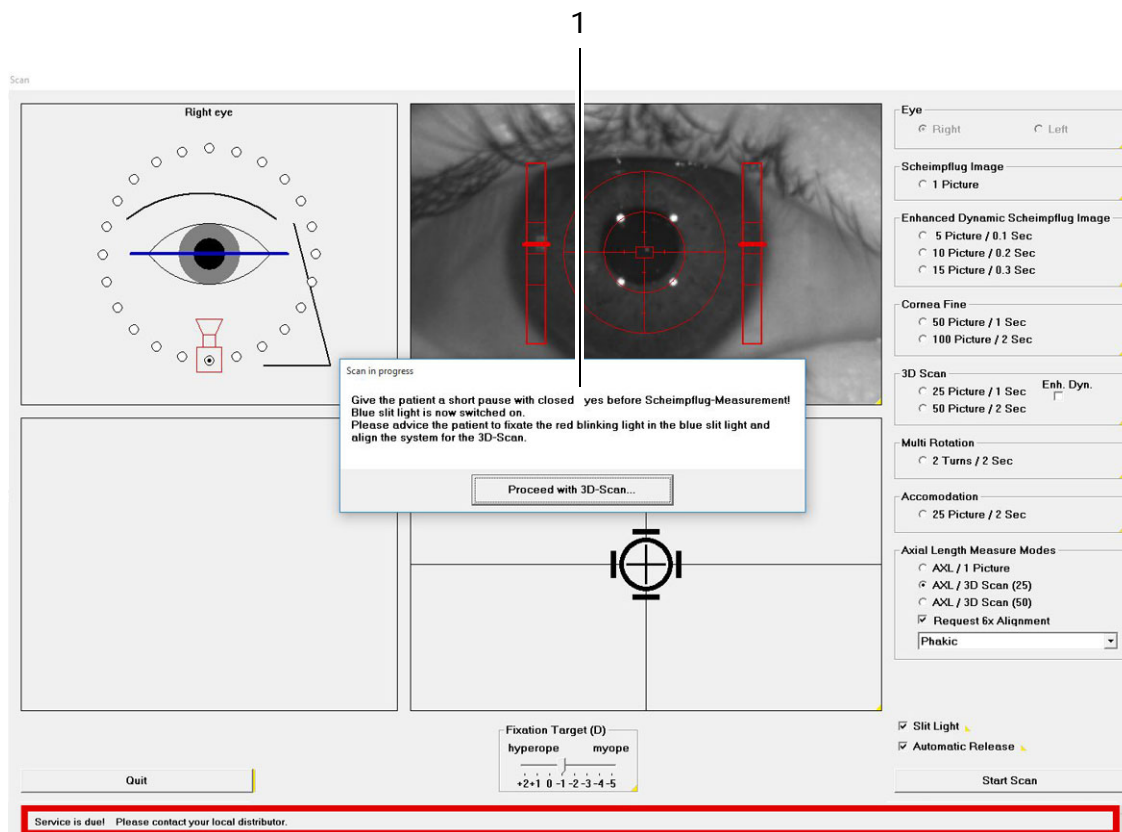 1
Scan
Right eye
Eye
Right Left
Scheimpflug Image
1 Picture
Enhanced Dynamic Scheimpflug Image
5 Picture / 0.1 Sec
10 Picture / 0.2 Sec
15 Picture / 0.3 Sec
Cornea Fine
50 Picture / 1 Sec
100 Picture / 2 Sec
3D Scan
25 Picture / 1 Sec Enh. Dyn.
50 Picture / 2 Sec
Multi Rotation
2 Turns / 2 Sec
Accomodation
25 Picture / 2 Sec
Axial Length Measure Modes
AXL / 1 Picture
AXL / 3D Scan (25)
AXL / 3D Scan (50)
Request 6x Alignment
Phakic
Scan in progress
Give the patient a short pause with closed yes before Scheimpflug-Measurement!
Blue slit light is now switched on.
Please advice the patient to fixate the red blinking light in the blue slit light and
align the system for the 3D-Scan.
Proceed with 3D-Scan...
Fixation Target (D)
hyperope myope
+2+1 0 -1 -2 -3 -4 -5
Slit Light
Automatic Release
Quit
Start Scan
Service is due! Please contact your local distributor.